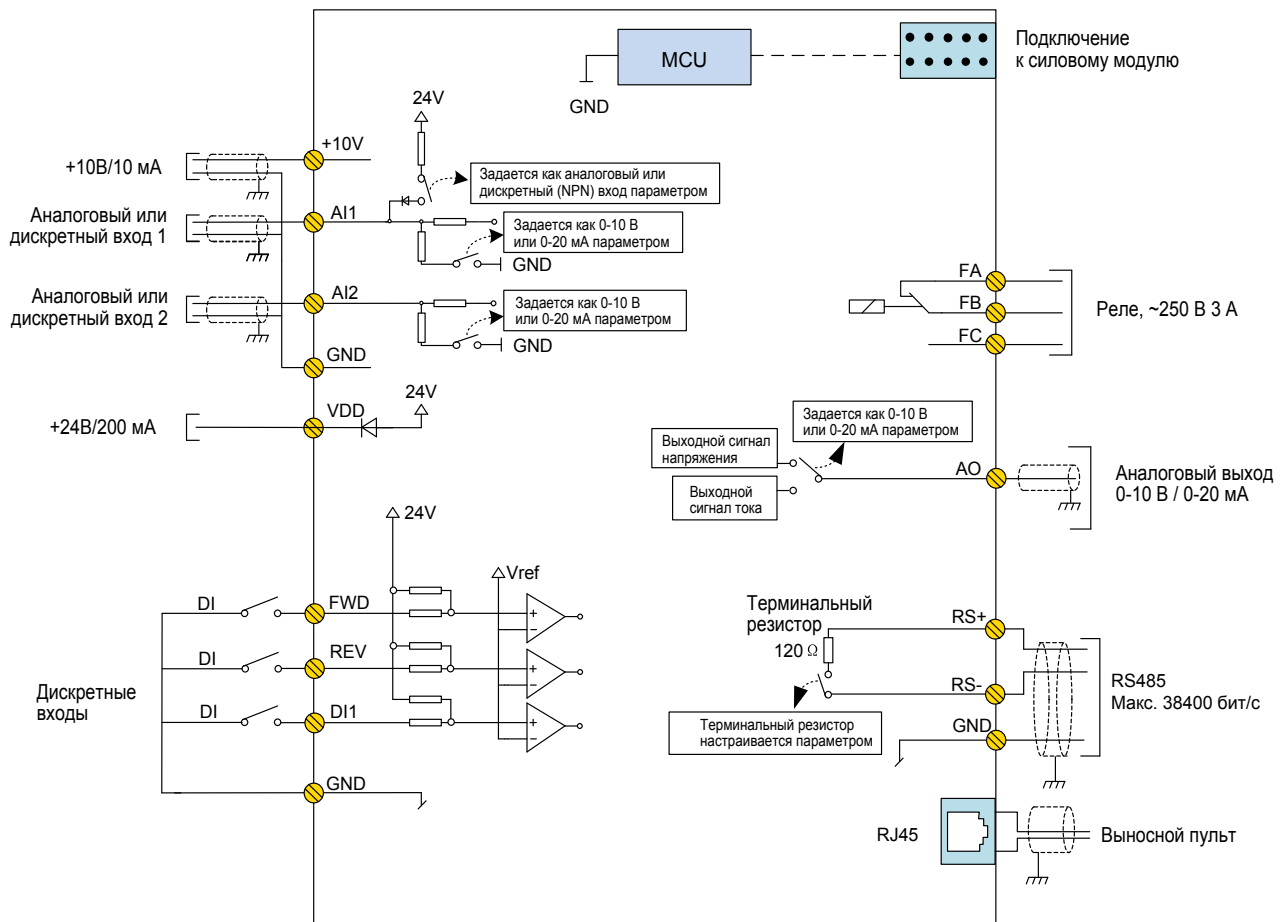 MCU
GND
Подключение
к силовому модулю
24V
+10V
+10В/10 мА
Задается как аналоговый или
дискретный (NPN) вход параметром
AI1
Аналоговый или
дискретный вход 1
Задается как 0-10 В
или 0-20 мА параметром
GND
AI2
Аналоговый или
дискретный вход 2
Задается как 0-10 В
или 0-20 мА параметром
GND
GND
FA
FB
FC
Реле, ~250 В 3 А
24V
VDD
+24В/200 мА
Задается как 0-10 В
или 0-20 мА параметром
Выходной сигнал
напряжения
Выходной
сигнал тока
AO
Аналоговый выход
0-10 В / 0-20 мА
24V
Vref
DI
FWD
+
−
DI
REV
+
−
DI
DI1
+
−
Дискретные
входы
GND
Терминальный
резистор
120 Ω
RS+
RS-
GND
RS485
Макс. 38400 бит/с
Терминальный резистор
настраивается параметром
RJ45
Выносной пульт